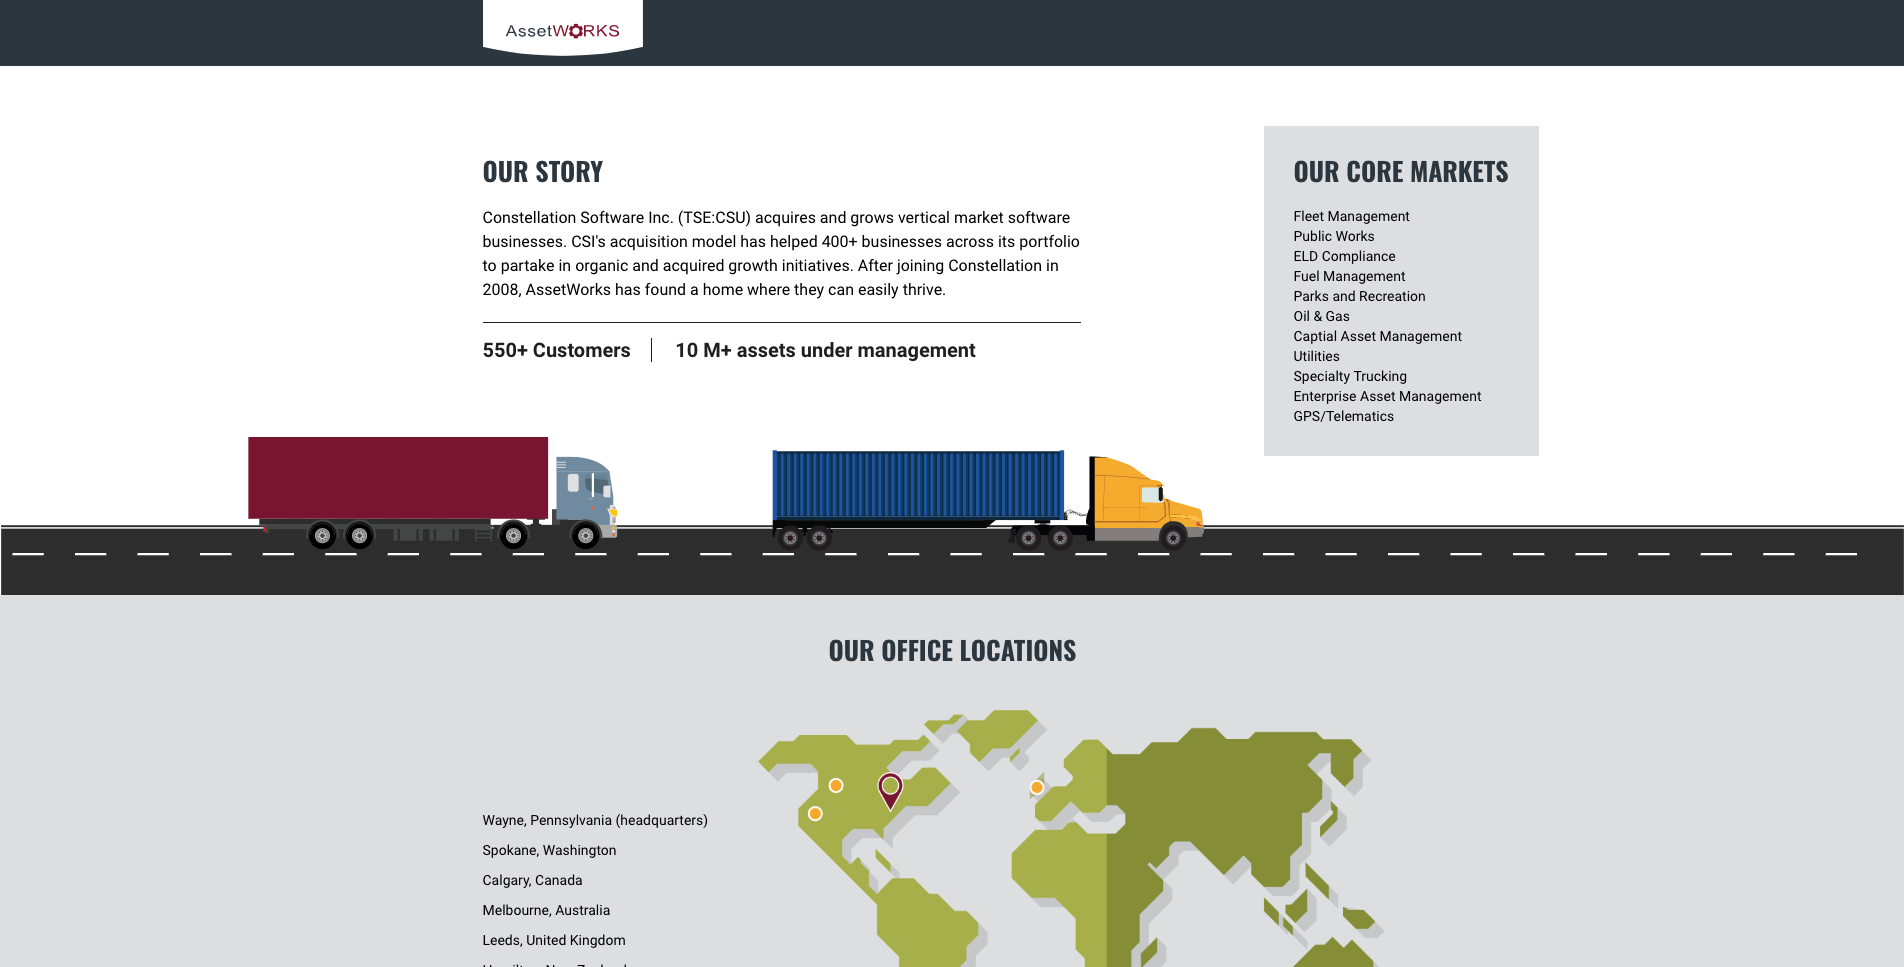 AssetWORKS
OUR STORY
Constellation Software Inc. (TSE:CSU) acquires and grows vertical market software
businesses. CSI's acquisition model has helped 400+ businesses across its portfolio
to partake in organic and acquired growth initiatives. After joining Constellation in
2008, AssetWorks has found a home where they can easily thrive.
550+ Customers
10 M+ assets under management
OUR CORE MARKETS
Fleet Management
Public Works
ELD Compliance
Fuel Management
Parks and Recreation
Oil & Gas
Captial Asset Management
Utilities
Specialty Trucking
Enterprise Asset Management
GPS/Telematics
OUR OFFICE LOCATIONS
Wayne, Pennsylvania (headquarters)
Spokane, Washington
Calgary, Canada
Melbourne, Australia
Leeds, United Kingdom